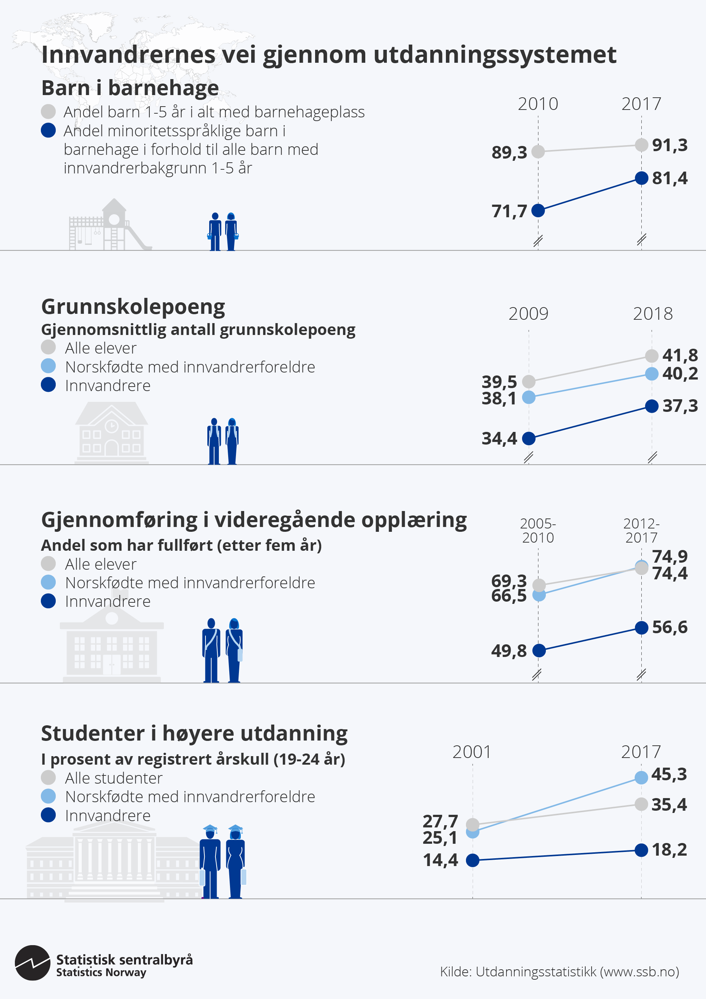 Innvandrernes vei gjennom utdanningssystemet
Barn i barnehage
Andel barn 1-5 år i alt med barnehageplass
Andel minoritetsspråklige barn i
barnehage i forhold til alle barn med
innvandrerbakgrunn 1-5 år
2010
2017
89,3
91,3
71,7
81,4
Grunnskolepoeng
Gjennomsnittlig antall grunnskolepoeng
Alle elever
Norskfødte med innvandrerforeldre
Innvandrere
2009
2018
39,5
41,8
38,1
40,2
34,4
37,3
Gjennomføring i videregående opplæring
Andel som har fullført (etter fem år)
Alle elever
Norskfødte med innvandrerforeldre
Innvandrere
2005-
2010
2012-
2017
69,3
74,9
66,5
74,4
49,8
56,6
Studenter i høyere utdanning
I prosent av registrert årskull (19-24 år)
Alle studenter
Norskfødte med innvandrerforeldre
Innvandrere
2001
2017
27,7
45,3
25,1
35,4
14,4
18,2
Statistisk sentralbyrå
Statistics Norway
Kilde: Utdanningsstatistikk (www.ssb.no)